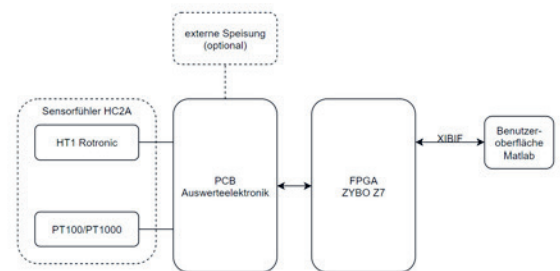 externe Speisung
(optional)
Sensorfühler HC2A
HT1 Rotronic
PT100/PT1000
PCB
Auswerteelektronik
FPGA
ZYBO Z7
XIBIF
Benutzer-
oberfläche
Matlab